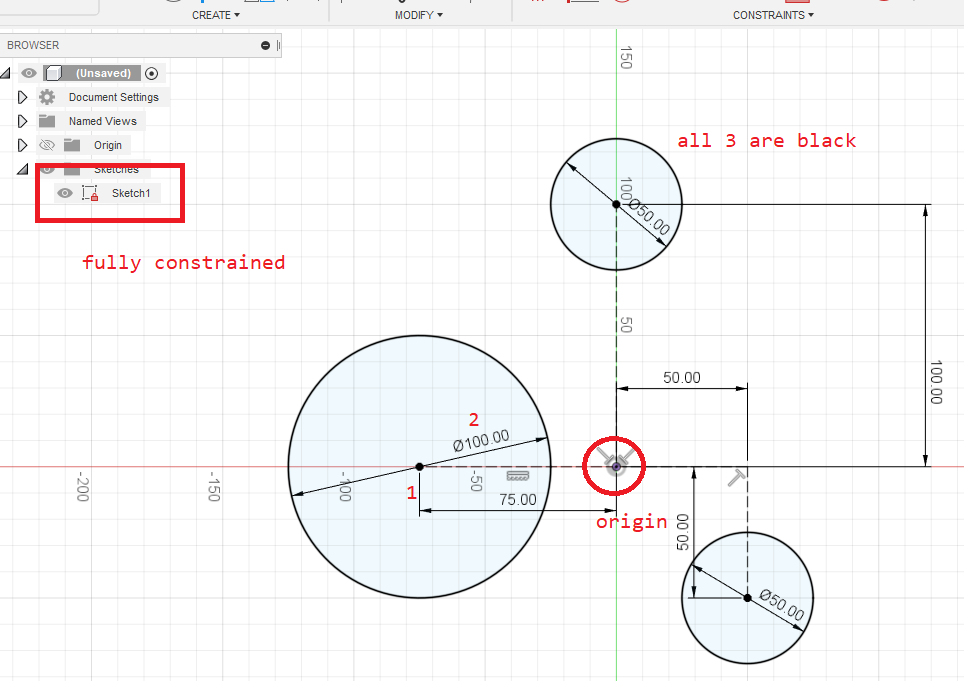 CREATE ▾ MODIFY ▾ CONSTRAINTS ▾
BROWSER
(Unsaved)
Document Settings
Named Views
Origin
Sketches
Sketch1
fully constrained
all 3 are black
150
100
Ø50.00
50
50.00
100.00
2
Ø100.00
-200
-150
-100
-50
1
75.00
origin
50.00
Ø50.00